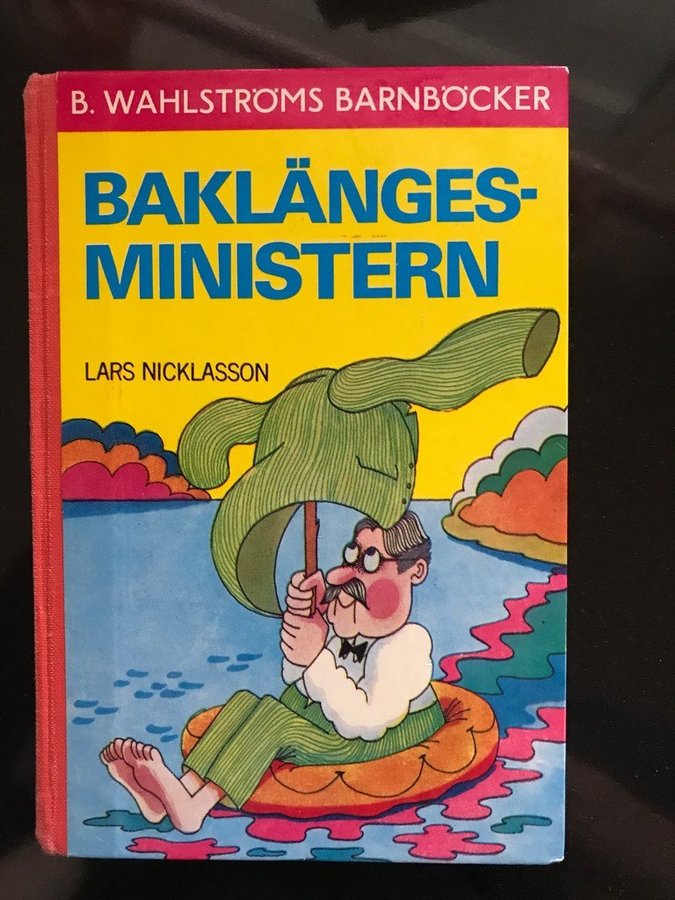 B. WAHLSTRÖMS BARNBÖCKER
BAKLÄNGES-
MINISTERN
LARS NICKLASSON